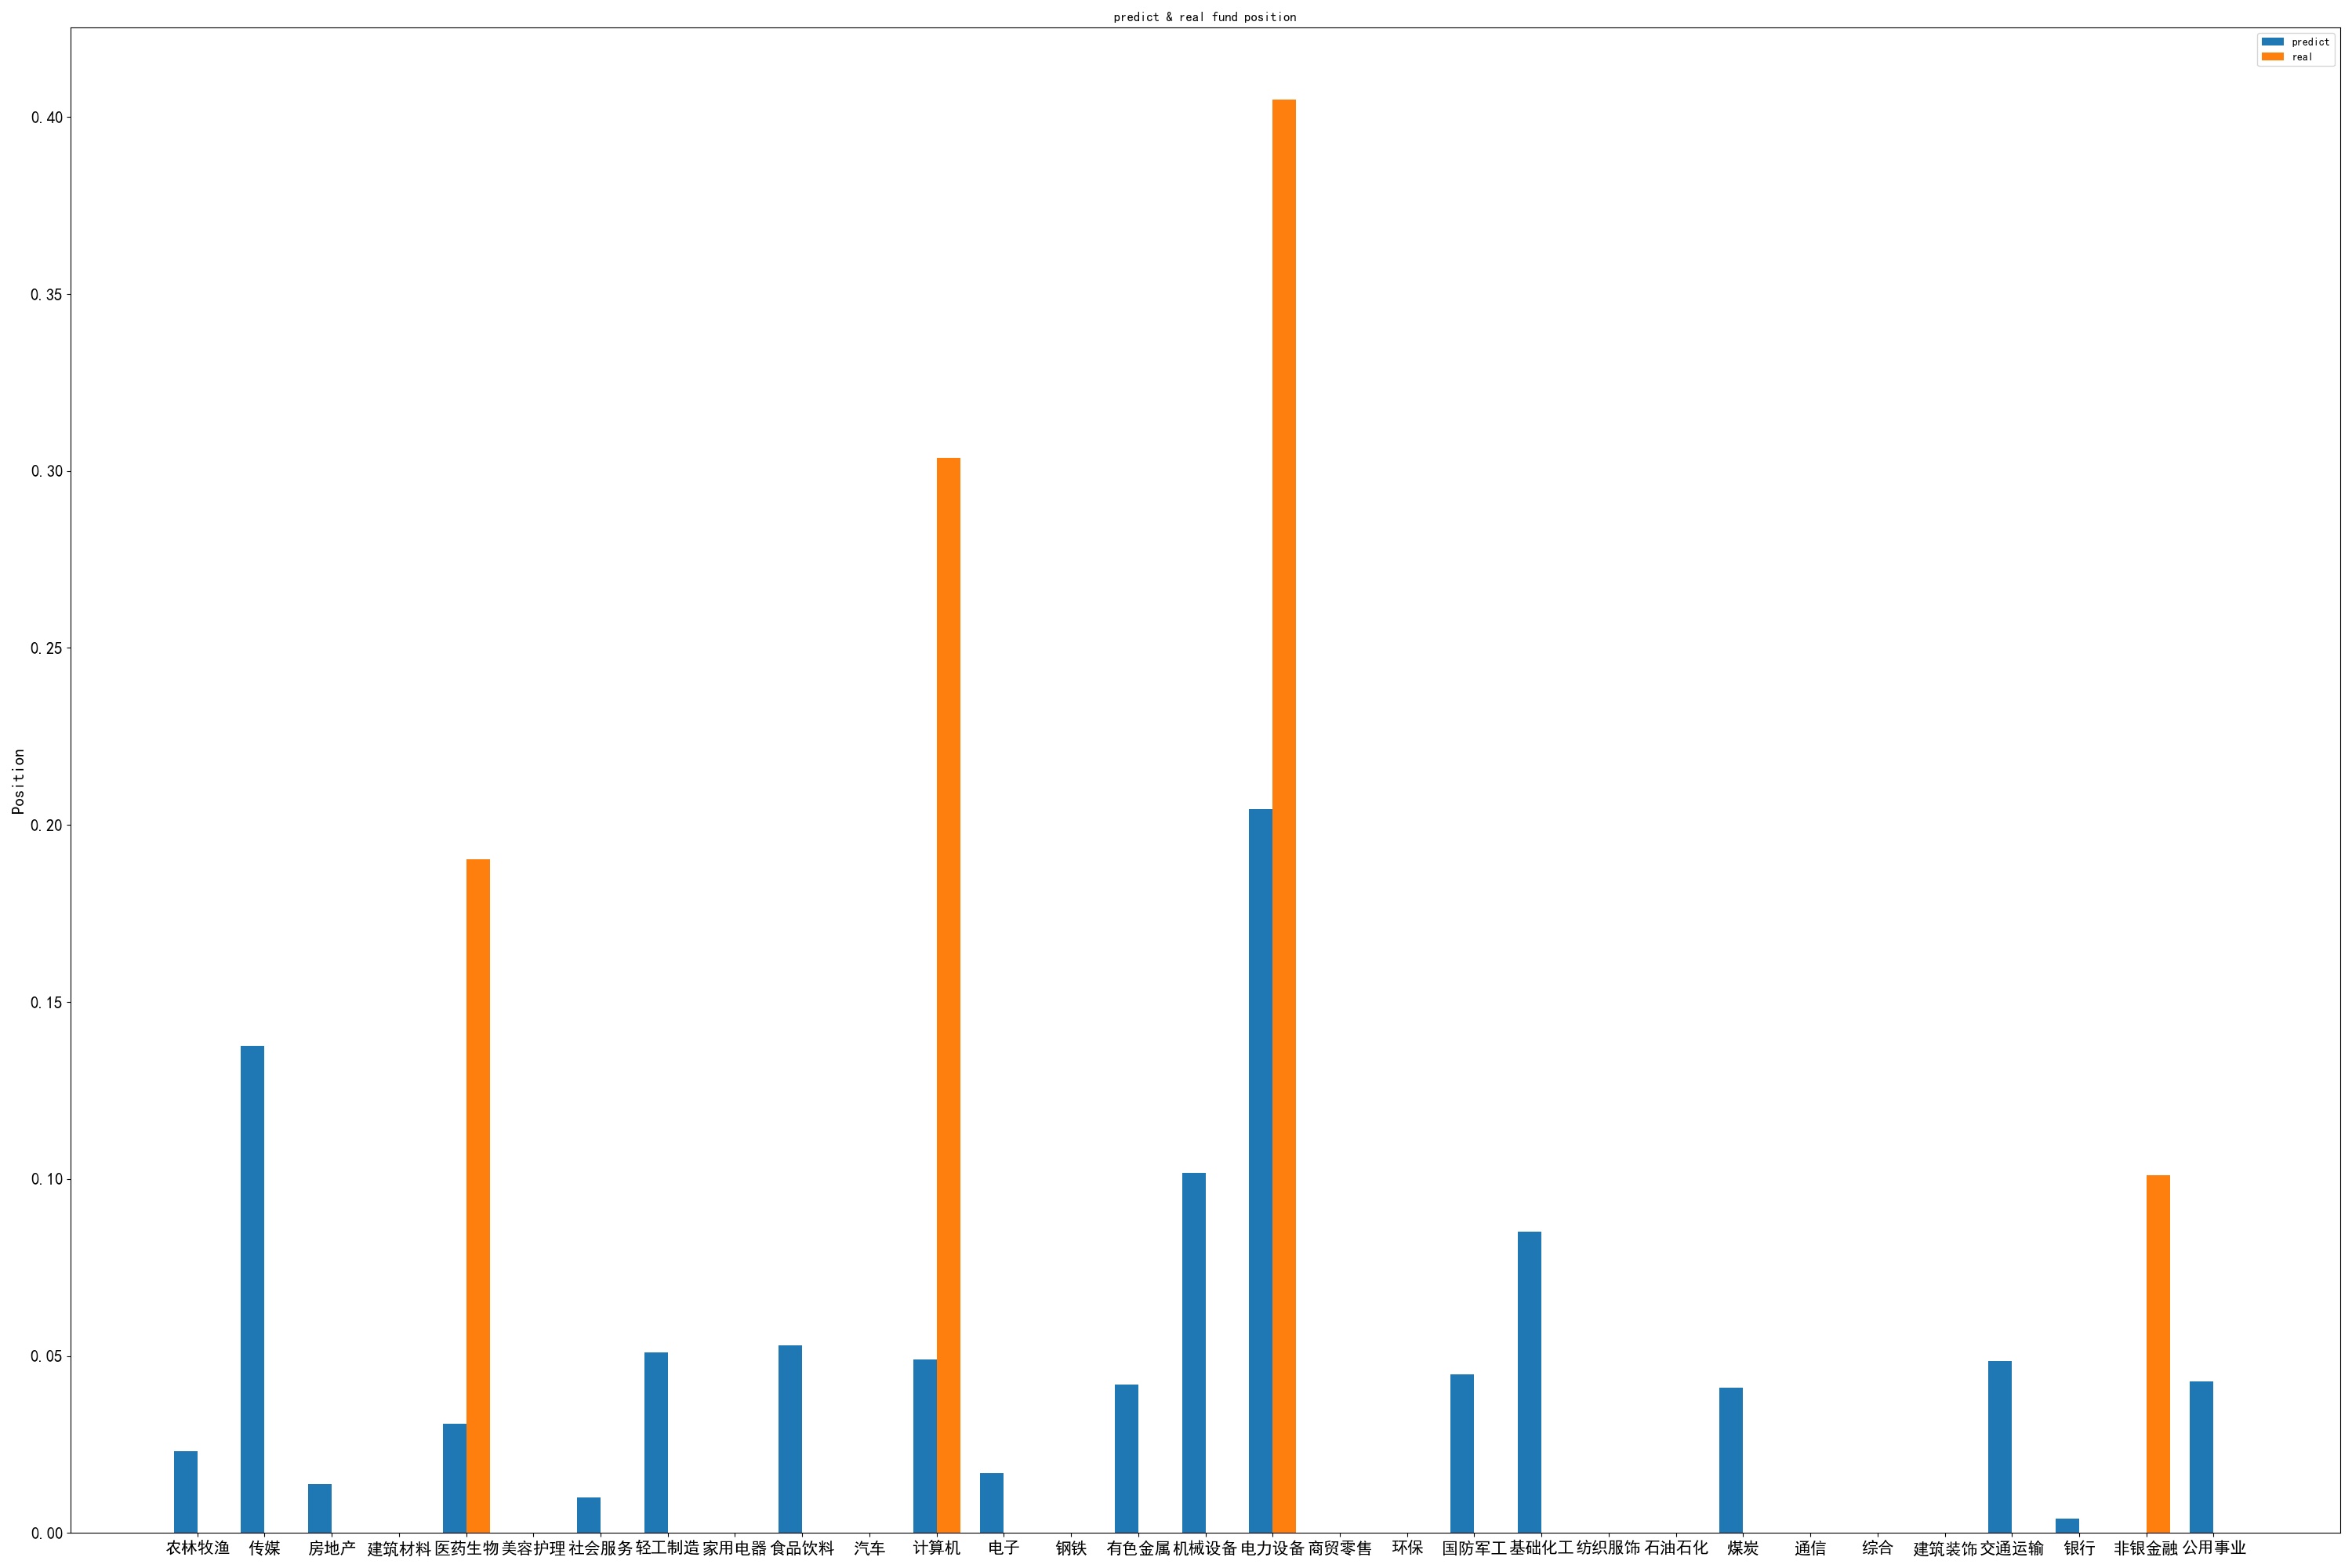 predict & real fund position
predict
real
0.40
0.35
0.30
0.25
0.20
0.15
0.10
0.05
0.00
Position
农林牧渔 传媒 房地产 建筑材料 医药生物 美容护理 社会服务 轻工制造 家用电器 食品饮料 汽车 计算机 电子 钢铁 有色金属 机械设备 电力设备 商贸零售 环保 国防军工 基础化工 纺织服饰 石油石化 煤炭 通信 综合 建筑装饰 交通运输 银行 非银金融 公用事业